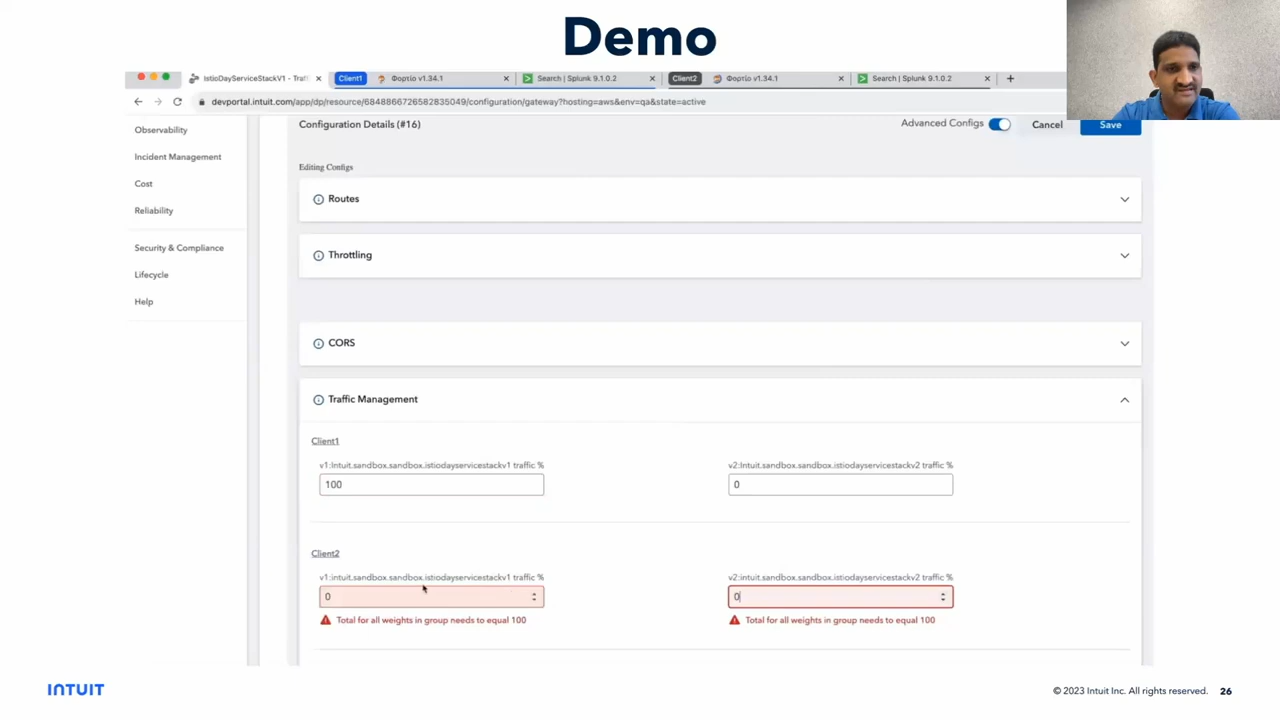 Demo
IstioDayServiceStackV1 - Traf
Client1
Φορτίο v1.34.1
Search | Splunk 9.1.0.2
Client2
Φορτίο v1.34.1
Search | Splunk 9.1.0.2
devportal.intuit.com/app/dp/resource/6848866726582835049/configuration/gateway?hosting=aws&env=qa&state=active
Observability
Incident Management
Cost
Reliability
Security & Compliance
Lifecycle
Help
Configuration Details (#16)
Advanced Configs
Cancel
Save
Editing Configs
Routes
Throttling
CORS
Traffic Management
Client1
v1:Intuit.sandbox.sandbox.istiodayservicestackv1 traffic %
v2:Intuit.sandbox.sandbox.istiodayservicestackv2 traffic %
100
0
Client2
v1:intuit.sandbox.sandbox.istiodayservicestackv1 traffic %
v2:intuit.sandbox.sandbox.istiodayservicestackv2 traffic %
0
0
Total for all weights in group needs to equal 100
Total for all weights in group needs to equal 100
INTUIT
© 2023 Intuit Inc. All rights reserved.
26